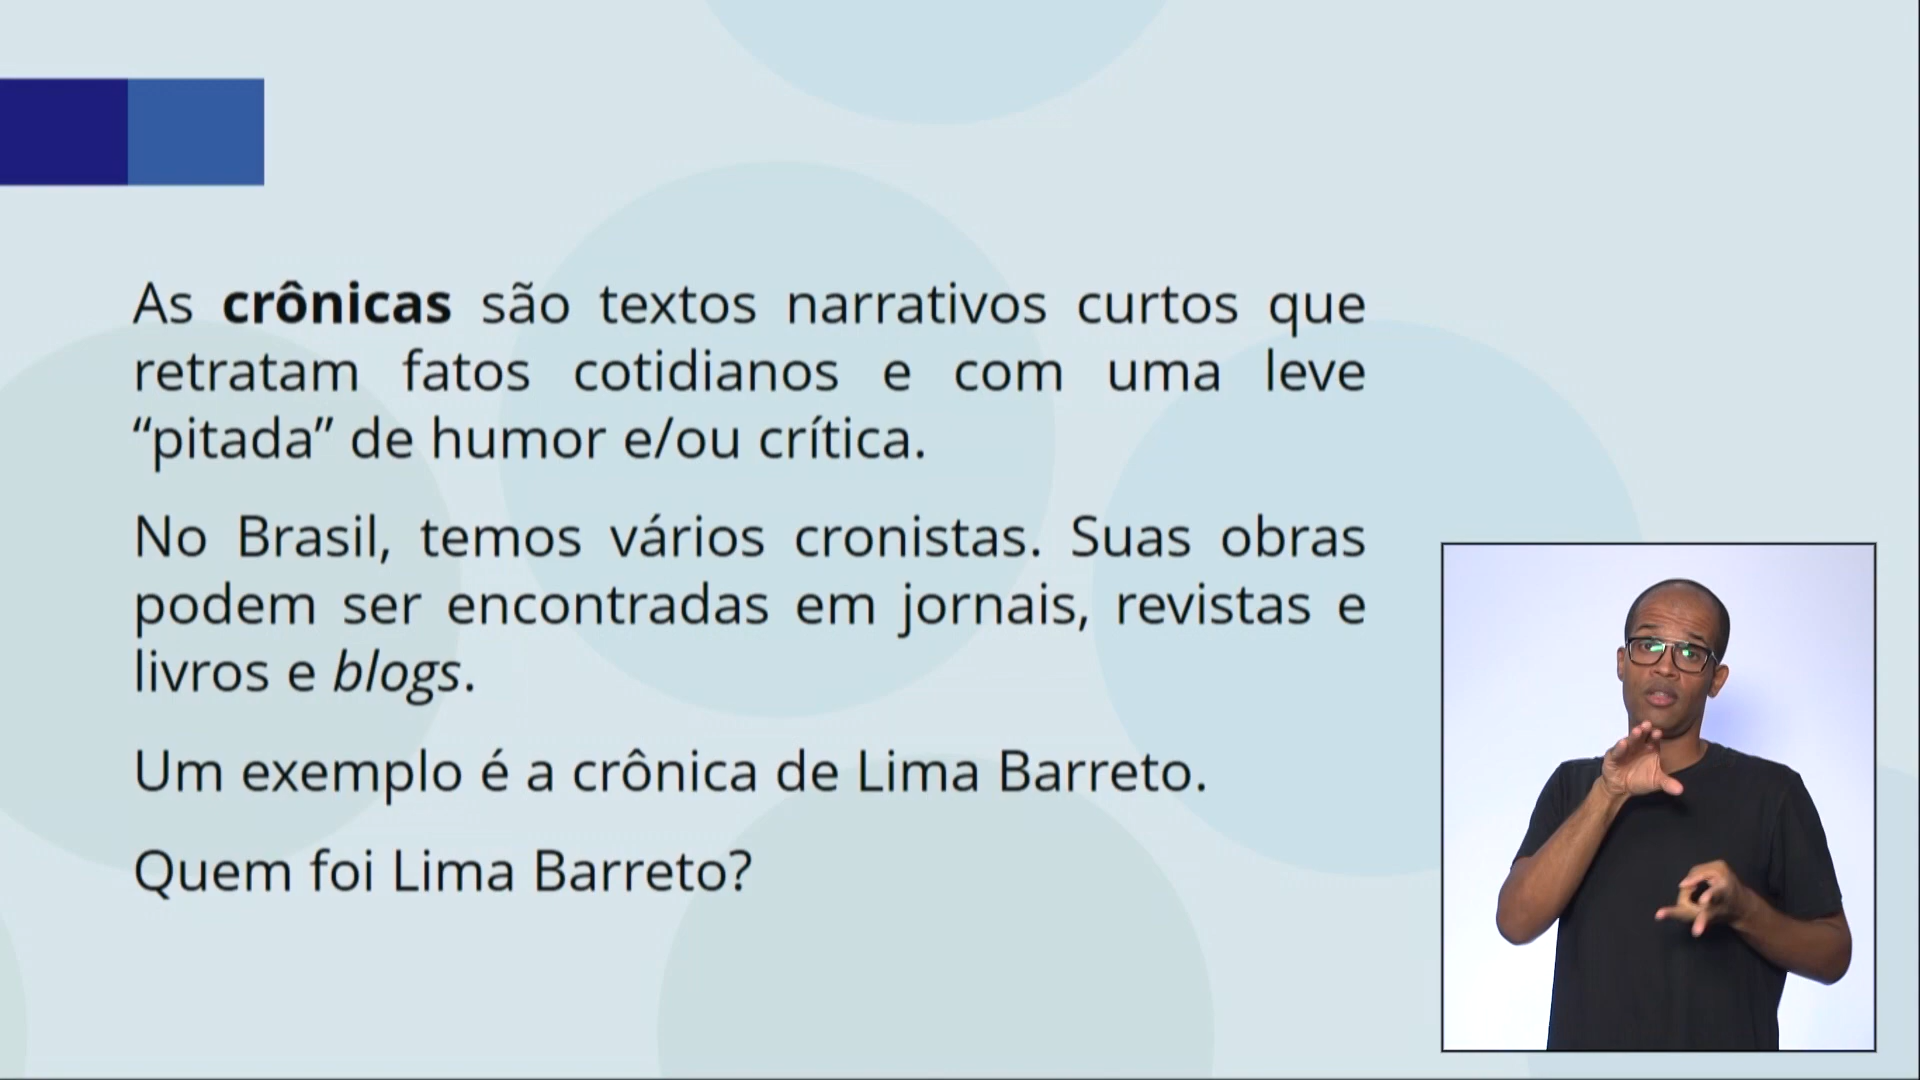 As crônicas são textos narrativos curtos que
retratam fatos cotidianos e com uma leve
“pitada” de humor e/ou crítica.
No Brasil, temos vários cronistas. Suas obras
podem ser encontradas em jornais, revistas e
livros e blogs.
Um exemplo é a crônica de Lima Barreto.
Quem foi Lima Barreto?